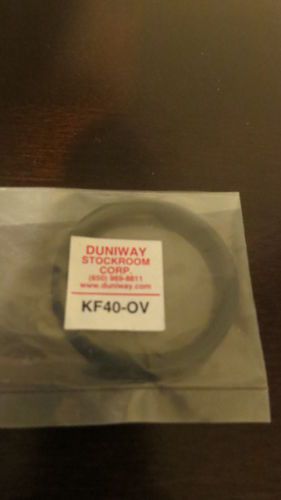 DUNIWAY
STOCKROOM
CORP.
(650) 969-8811
www.duniway.com
KF40-OV